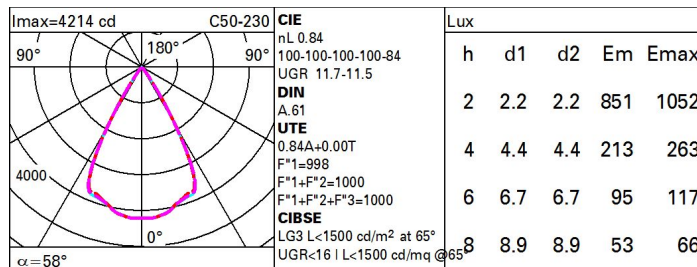 Imax=4214 cd C50-230
90° 180° 90°
4000
0°
α=58°
CIE
nL 0.84
100-100-100-100-84
UGR 11.7-11.5
DIN
A.61
UTE
0.84A+0.00T
F"1=998
F"1+F"2=1000
F"1+F"2+F"3=1000
CIBSE
LG3 L<1500 cd/m² at 65°
UGR<16 | L<1500 cd/mq @65°
Lux
h d1 d2 Em Emax
2 2.2 2.2 851 1052
4 4.4 4.4 213 263
6 6.7 6.7 95 117
8 8.9 8.9 53 66